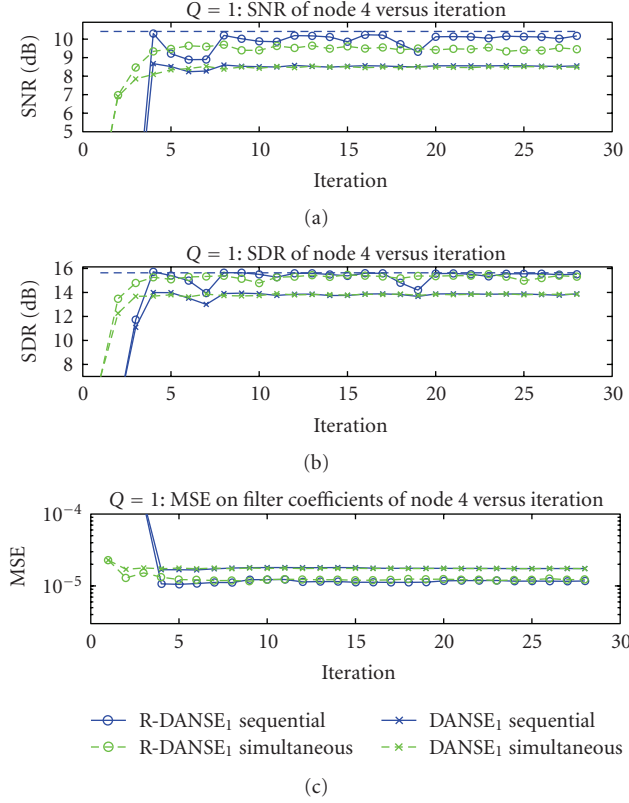 Q = 1: SNR of node 4 versus iteration
10
9
8
7
6
5
SNR (dB)
0 5 10 15 20 25 30
Iteration
(a)
Q = 1: SDR of node 4 versus iteration
16
14
12
10
8
SDR (dB)
0 5 10 15 20 25 30
Iteration
(b)
Q = 1: MSE on filter coefficients of node 4 versus iteration
10⁻⁴
10⁻⁵
MSE
0 5 10 15 20 25 30
Iteration
R-DANSE₁ sequential DANSE₁ sequential
R-DANSE₁ simultaneous DANSE₁ simultaneous
(c)